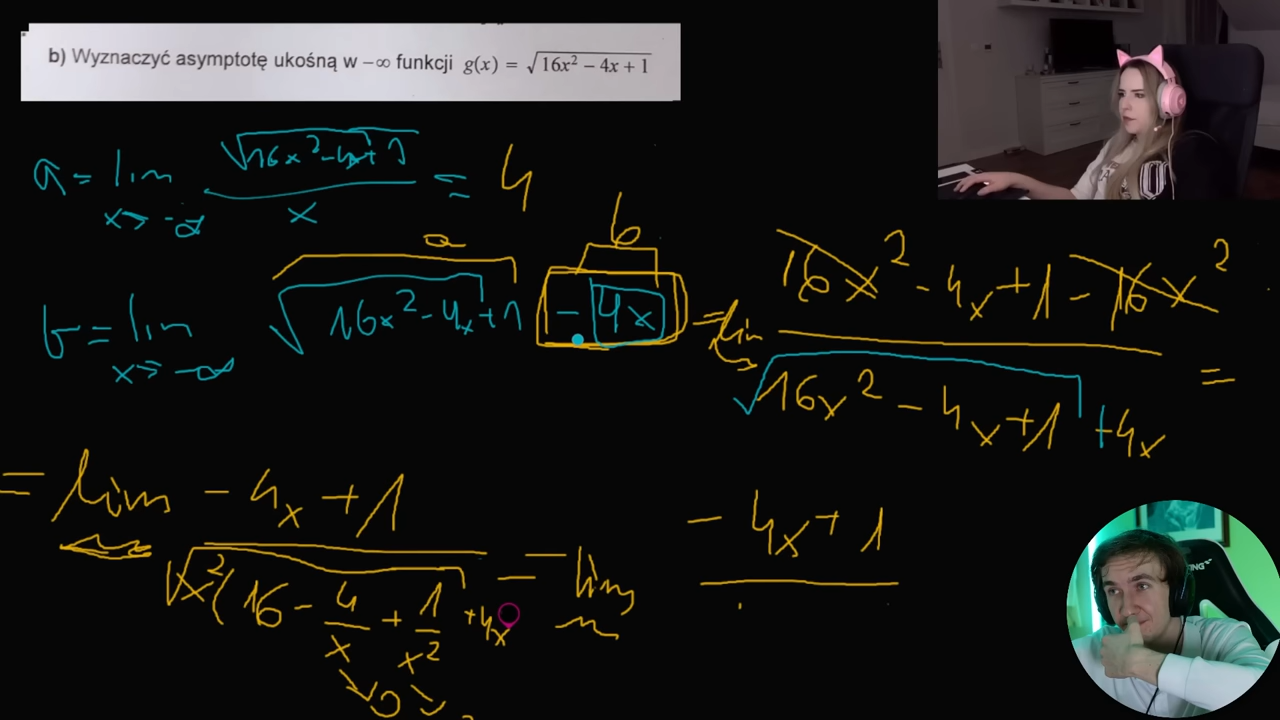 b) Wyznaczyć asymptotę ukośną w −∞ funkcji g(x) = √(16x² − 4x + 1)
a = lim x→-∞ √(16x² - 4x + 1) / x = 4
a
b
b = lim x→-∞ √(16x² - 4x + 1) - 4x = lim (16x² - 4x + 1 - 16x²) / (√(16x² - 4x + 1) + 4x) =
= lim (-4x + 1) / (√(x²(16 - 4/x + 1/x²) + 4x) = lim (-4x + 1) /
0